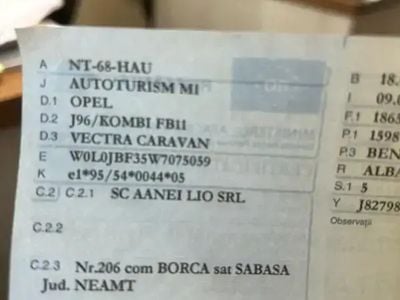 A NT-68-HAU
J AUTOTURISM M1
D.1 OPEL
D.2 J96/KOMBI FB11
D.3 VECTRA CARAVAN
E W0L0JBF35W7075059
K e1*95/54*0044*05
C.2 C.2.1 SC AANEI LIO SRL
C.2.2
C.2.3 Nr.206 com BORCA sat SABASA
Jud. NEAMT
B 18.
I 09.0
F.1 1865
P.1 1598
P.3 BEN
R ALBA
S.1 5
Y J82798
Observații